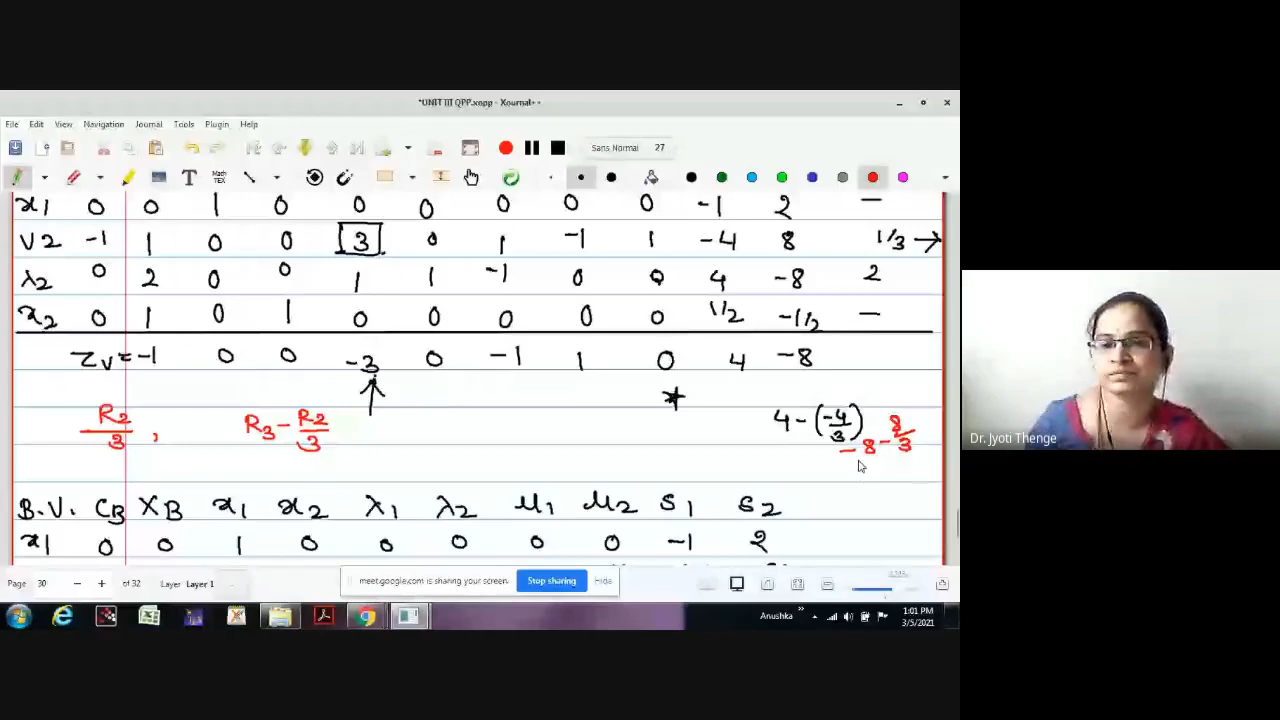 *UNIT III QPP.xopp - Xournal++
File Edit View Navigation Journal Tools Plugin Help
Sans Normal 27
x1 0 0 1 0 0 0 0 0 0 -1 2 —
V2 -1 1 0 0 3 0 1 -1 1 -4 8 1/3 →
λ2 0 2 0 0 1 1 -1 0 0 4 -8 2
x2 0 1 0 1 0 0 0 0 0 1/2 -1/2 —
Zv= -1 0 0 -3 0 -1 1 0 4 -8
↑ *
R2/3 , R3 - R2/3 4 - (-4/3) -8 - 8/3
B.V. CB XB x1 x2 λ1 λ2 μ1 μ2 S1 S2
x1 0 0 1 0 0 0 0 0 -1 2
Page 30 of 32 Layer Layer 1
meet.google.com is sharing your screen. Stop sharing Hide
Anushka 1:01 PM
3/5/2021
Dr. Jyoti Thenge